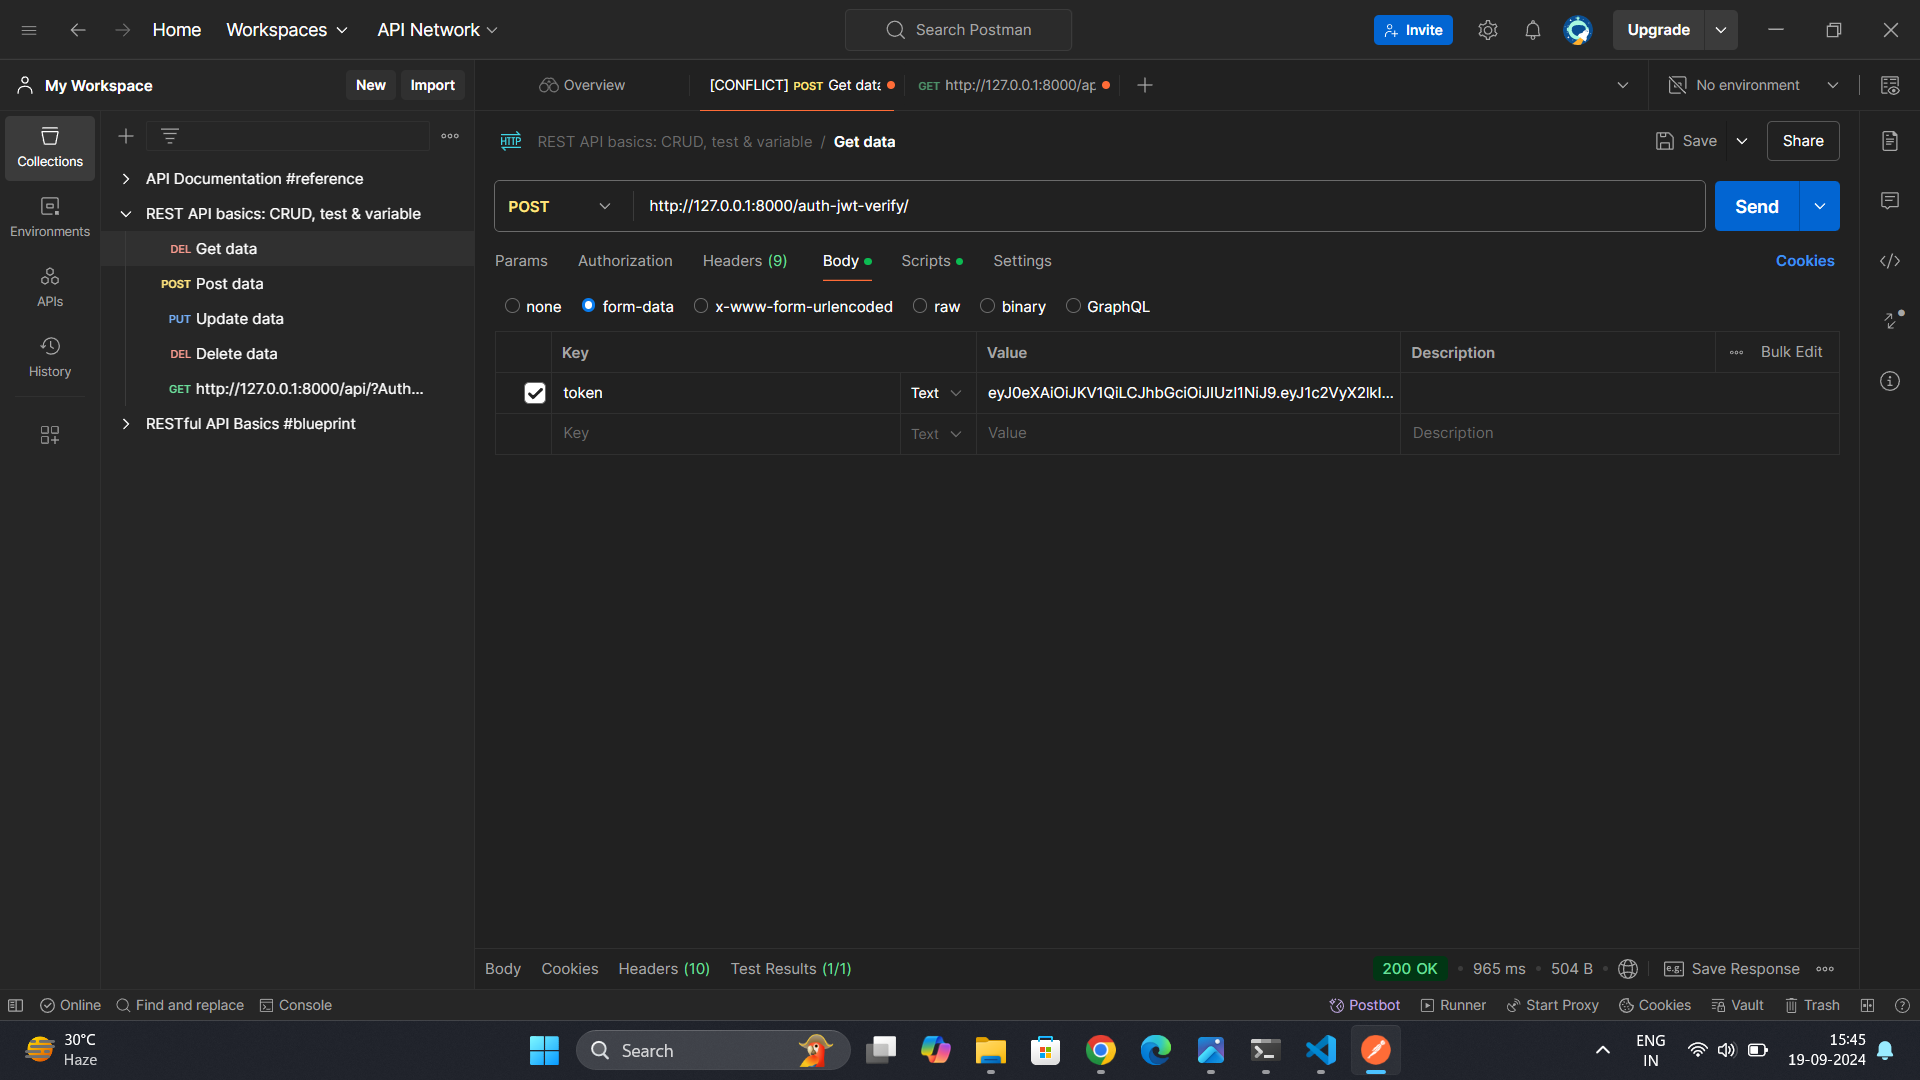 Home
Workspaces
API Network
Search Postman
Invite
Upgrade
My Workspace
New
Import
Overview
[CONFLICT] POST Get data
GET http://127.0.0.1:8000/ap
No environment
Collections
Environments
APIs
History
API Documentation #reference
REST API basics: CRUD, test & variable
DEL Get data
POST Post data
PUT Update data
DEL Delete data
GET http://127.0.0.1:8000/api/?Auth...
RESTful API Basics #blueprint
HTTP REST API basics: CRUD, test & variable / Get data
Save
Share
POST
http://127.0.0.1:8000/auth-jwt-verify/
Send
Params
Authorization
Headers (9)
Body
Scripts
Settings
Cookies
none
form-data
x-www-form-urlencoded
raw
binary
GraphQL
Key
Value
Description
Bulk Edit
token
Text
eyJ0eXAiOiJKV1QiLCJhbGciOiJIUzI1NiJ9.eyJ1c2VyX2lkI...
Key
Text
Value
Description
Body
Cookies
Headers (10)
Test Results (1/1)
200 OK
965 ms
504 B
e.g.
Save Response
Online
Find and replace
Console
Postbot
Runner
Start Proxy
Cookies
Vault
Trash
30°C
Haze
Search
ENG
IN
15:45
19-09-2024